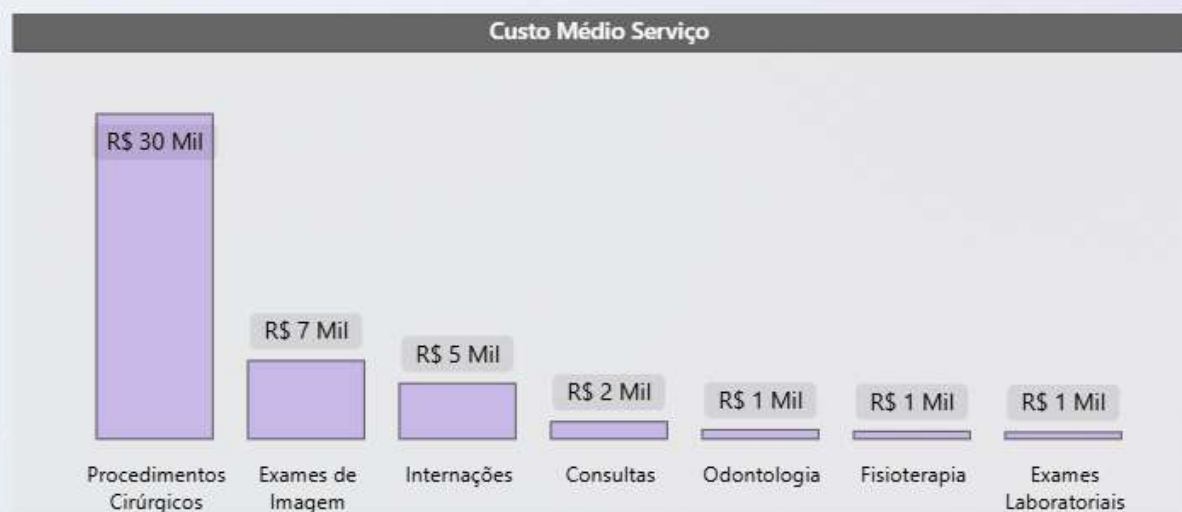 Custo Médio Serviço
R$ 30 Mil
R$ 7 Mil
R$ 5 Mil
R$ 2 Mil
R$ 1 Mil
R$ 1 Mil
R$ 1 Mil
Procedimentos
Cirúrgicos
Exames de
Imagem
Internações
Consultas
Odontologia
Fisioterapia
Exames
Laboratoriais